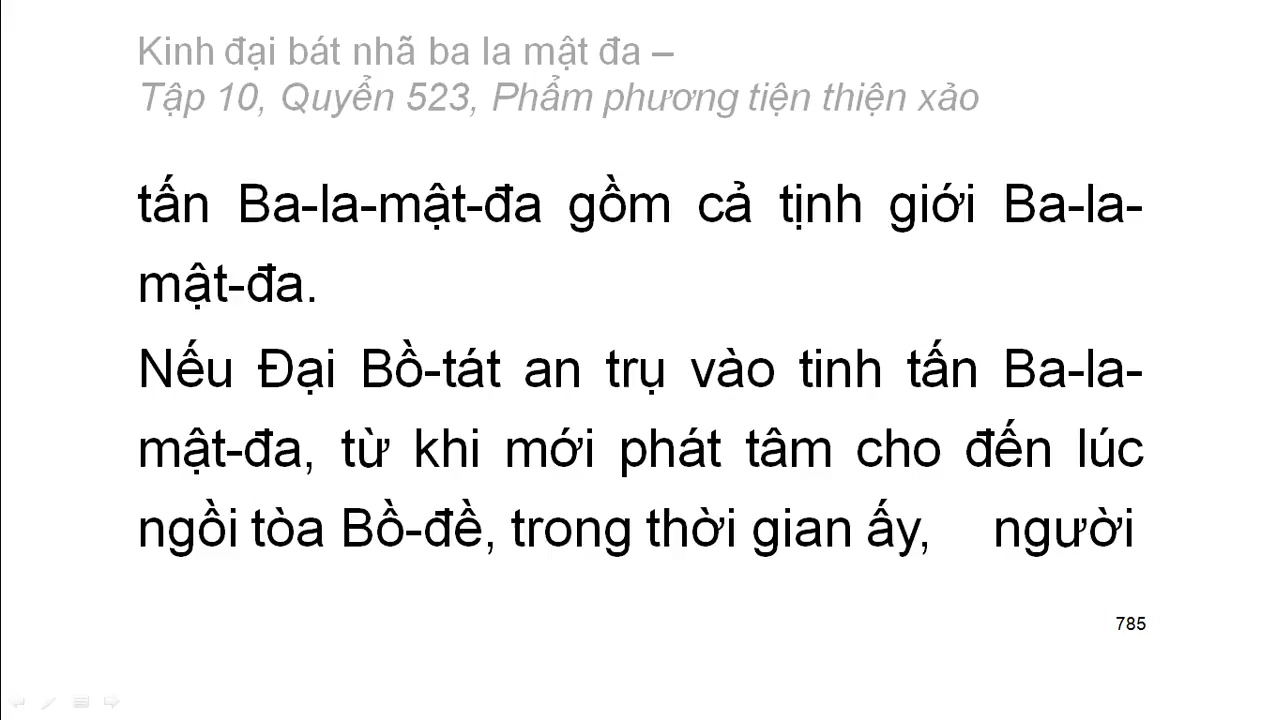 Kinh đại bát nhã ba la mật đa –
Tập 10, Quyển 523, Phẩm phương tiện thiện xảo
tấn Ba-la-mật-đa gồm cả tịnh giới Ba-la-
mật-đa.
Nếu Đại Bồ-tát an trụ vào tinh tấn Ba-la-
mật-đa, từ khi mới phát tâm cho đến lúc
ngồi tòa Bồ-đề, trong thời gian ấy, người
785